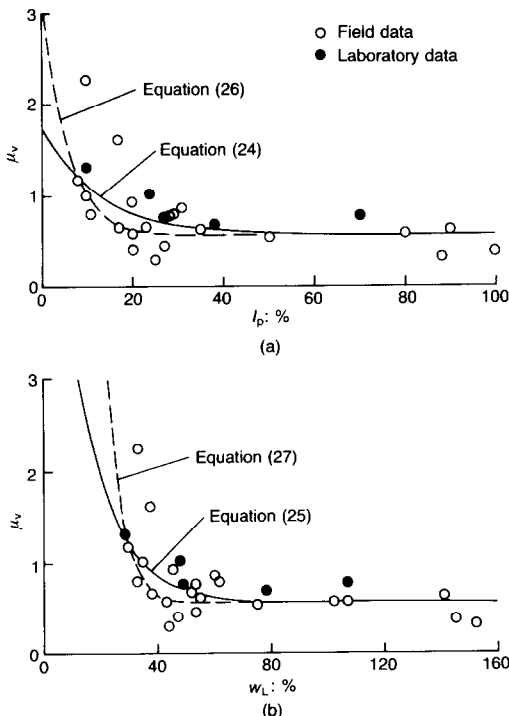 3
Field data
Laboratory data
Equation (26)
2
Equation (24)
μv
1
0
0 20 40 60 80 100
Ip: %
(a)
3
2
Equation (27)
Equation (25)
μv
1
0
0 40 80 120 160
wL: %
(b)